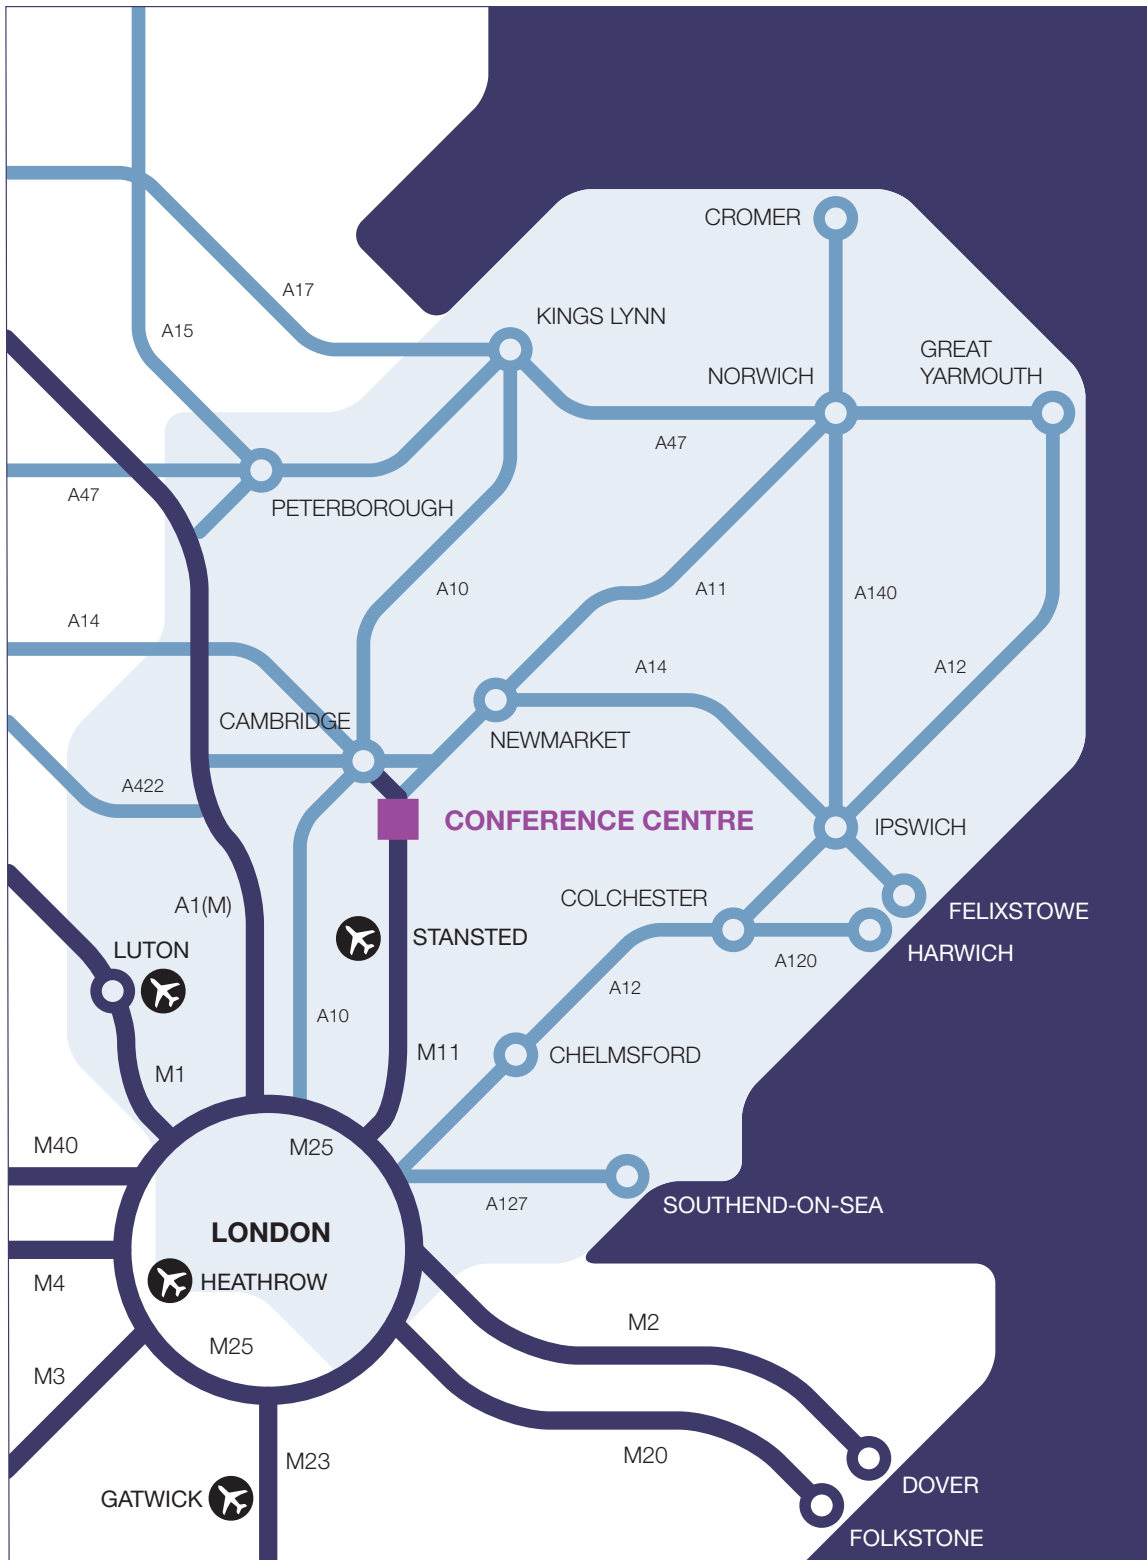 CROMER
A17
KINGS LYNN
A15
GREAT
YARMOUTH
NORWICH
A47
A47
PETERBOROUGH
A10
A11
A140
A14
A14
A12
CAMBRIDGE
NEWMARKET
A422
CONFERENCE CENTRE
IPSWICH
COLCHESTER
A1(M)
FELIXSTOWE
STANSTED
LUTON
HARWICH
A120
A12
A10
M11
CHELMSFORD
M1
M40
M25
A127
SOUTHEND-ON-SEA
LONDON
HEATHROW
M4
M2
M25
M3
M20
M23
DOVER
GATWICK
FOLKSTONE